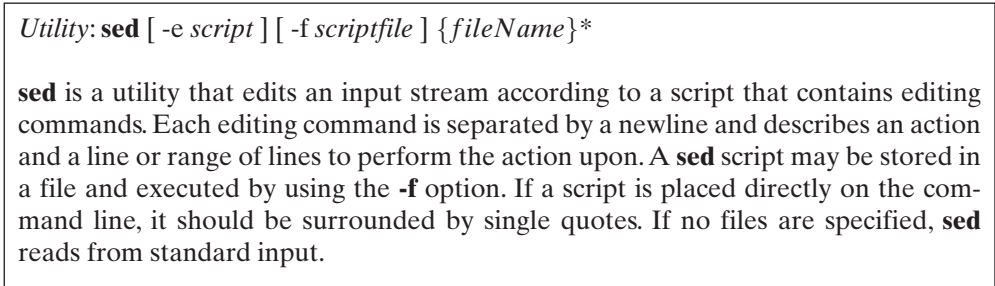 Utility: sed [ -e script ] [ -f scriptfile ] {fileName}*
sed is a utility that edits an input stream according to a script that contains editing
commands. Each editing command is separated by a newline and describes an action
and a line or range of lines to perform the action upon. A sed script may be stored in
a file and executed by using the -f option. If a script is placed directly on the com-
mand line, it should be surrounded by single quotes. If no files are specified, sed
reads from standard input.